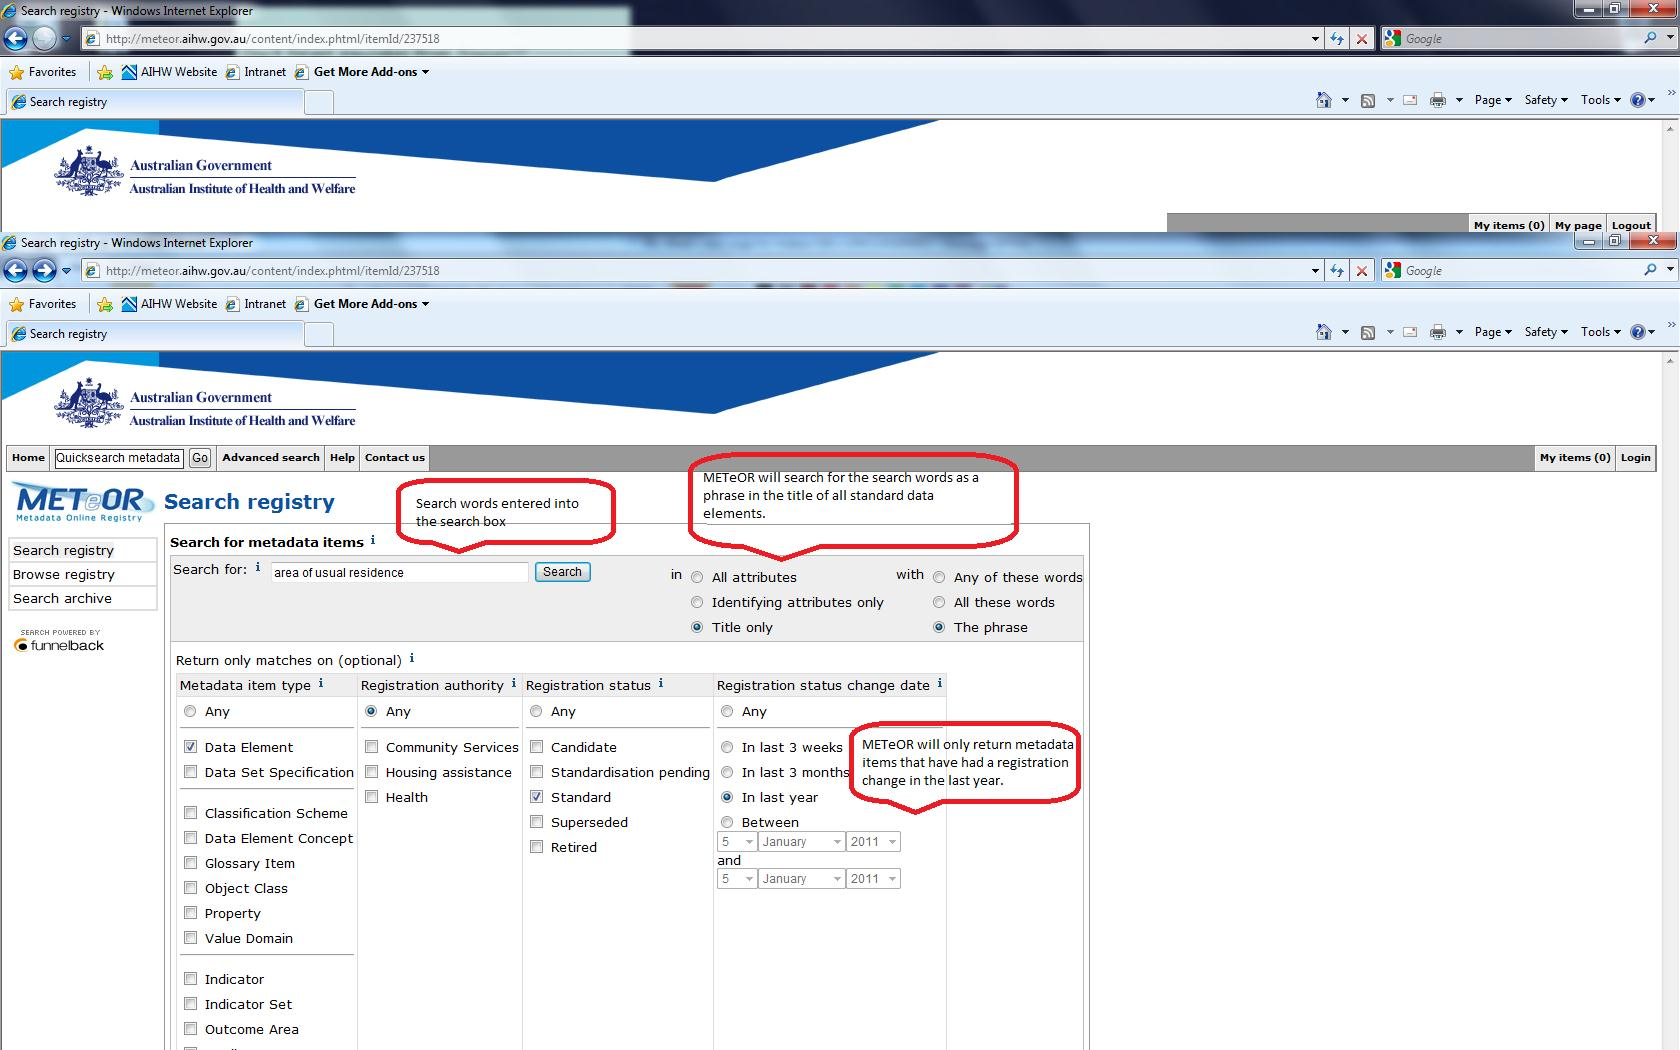 Search registry - Windows Internet Explorer
http://meteor.aihw.gov.au/content/index.phtml/itemId/237518
Google
Favorites AIHW Website Intranet Get More Add-ons
Search registry
Page Safety Tools
Australian Government
Australian Institute of Health and Welfare
My items (0) My page Logout
Search registry - Windows Internet Explorer
http://meteor.aihw.gov.au/content/index.phtml/itemId/237518
Google
Favorites AIHW Website Intranet Get More Add-ons
Search registry
Page Safety Tools
Australian Government
Australian Institute of Health and Welfare
Home Quicksearch metadata Go Advanced search Help Contact us
My items (0) Login
METeOR
Metadata Online Registry
Search registry
Browse registry
Search archive
SEARCH POWERED BY
funnelback
Search registry
Search words entered into
the search box
METeOR will search for the search words as a
phrase in the title of all standard data
elements.
Search for metadata items i
Search for: i area of usual residence Search
in All attributes
Identifying attributes only
Title only
with Any of these words
All these words
The phrase
Return only matches on (optional) i
Metadata item type i
Any
Data Element
Data Set Specification
Classification Scheme
Data Element Concept
Glossary Item
Object Class
Property
Value Domain
Indicator
Indicator Set
Outcome Area
Registration authority i
Any
Community Services
Housing assistance
Health
Registration status i
Any
Candidate
Standardisation pending
Standard
Superseded
Retired
Registration status change date i
Any
In last 3 weeks
In last 3 months
In last year
Between
5 January 2011
and
5 January 2011
METeOR will only return metadata
items that have had a registration
change in the last year.